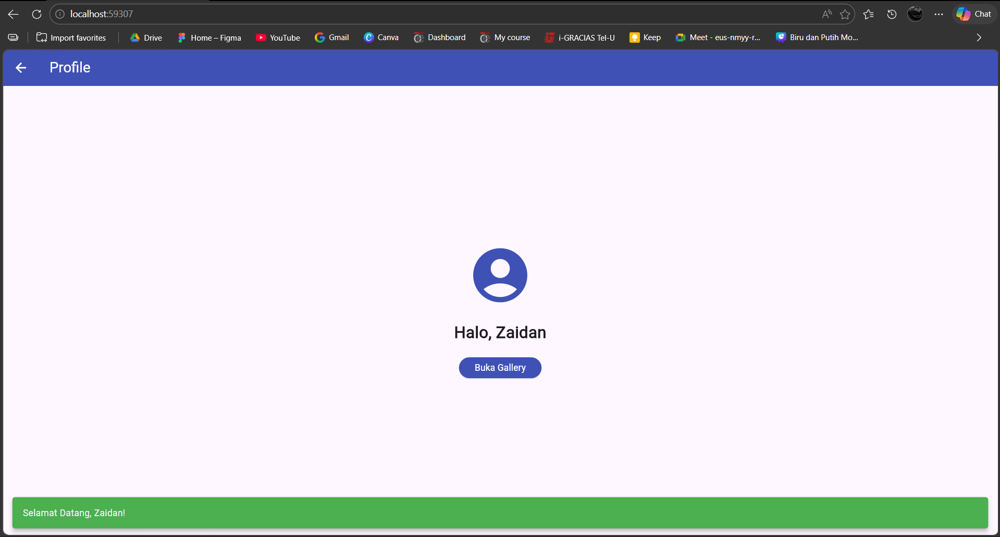 localhost:59307
Chat
Import favorites
Drive
Home – Figma
YouTube
Gmail
Canva
Dashboard
My course
i-GRACIAS Tel-U
Keep
Meet - eus-nmyy-r...
Biru dan Putih Mo...
Profile
Halo, Zaidan
Buka Gallery
Selamat Datang, Zaidan!